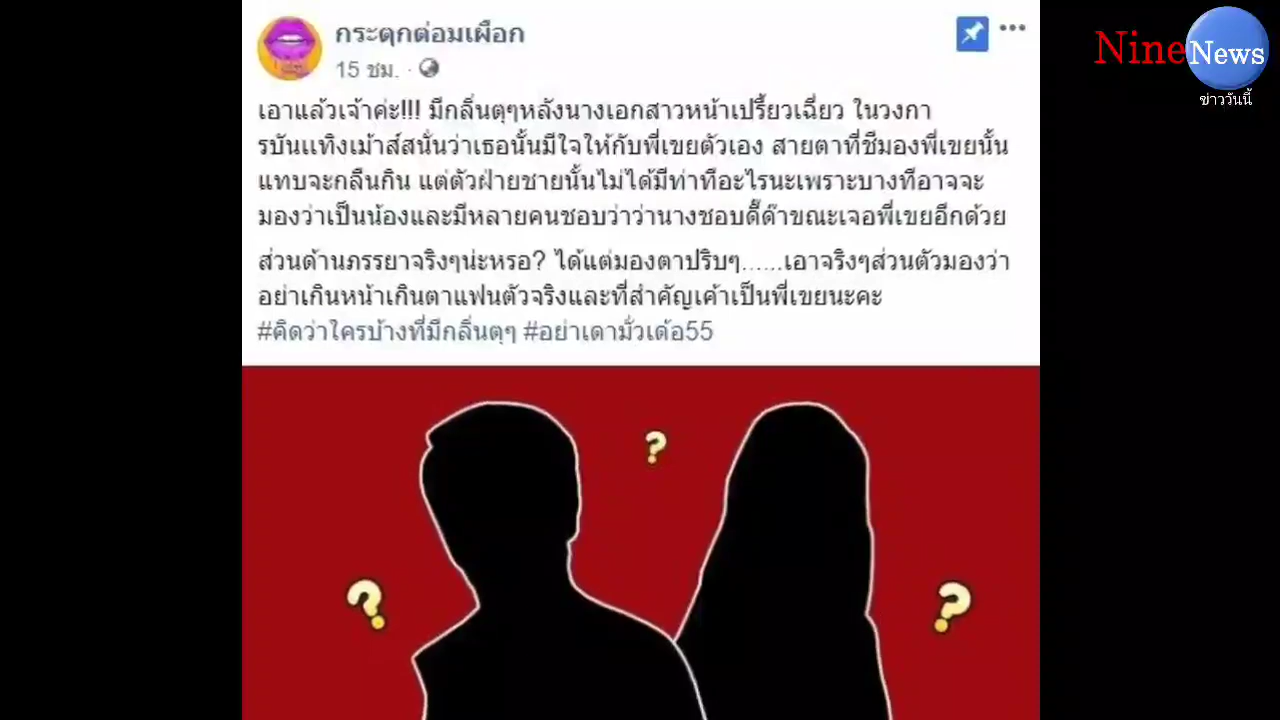 กระตุกต่อมเผือก
15 ชม. ·
Nine
News
ข่าววันนี้
เอาแล้วเจ้าค่ะ!!! มีกลิ่นตุๆหลังนางเอกสาวหน้าเปรี้ยวเฉี่ยว ในวงกา
รบันเเทิงเม้าส์สนั่นว่าเธอนั้นมีใจให้กับพี่เขยตัวเอง สายตาที่ชีมองพี่เขยนั้น
แทบจะกลืนกิน แต่ตัวฝ่ายชายนั้นไม่ได้มีท่าทีอะไรนะเพราะบางทีอาจจะ
มองว่าเป็นน้องและมีหลายคนชอบว่าว่านางชอบดี๊ด๊าขณะเจอพี่เขยอีกด้วย
ส่วนด้านภรรยาจริงๆน่ะหรอ? ได้แต่มองตาปริบๆ......เอาจริงๆส่วนตัวมองว่า
อย่าเกินหน้าเกินตาแฟนตัวจริงและที่สำคัญเค้าเป็นพี่เขยนะคะ
#คิดว่าใครบ้างที่มีกลิ่นตุๆ #อย่าเดามั่วเด้อ55